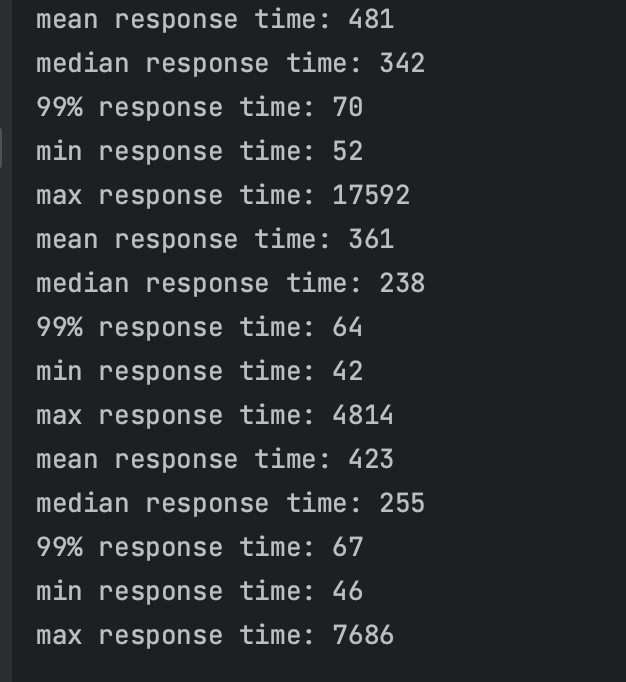 mean response time: 481
median response time: 342
99% response time: 70
min response time: 52
max response time: 17592
mean response time: 361
median response time: 238
99% response time: 64
min response time: 42
max response time: 4814
mean response time: 423
median response time: 255
99% response time: 67
min response time: 46
max response time: 7686